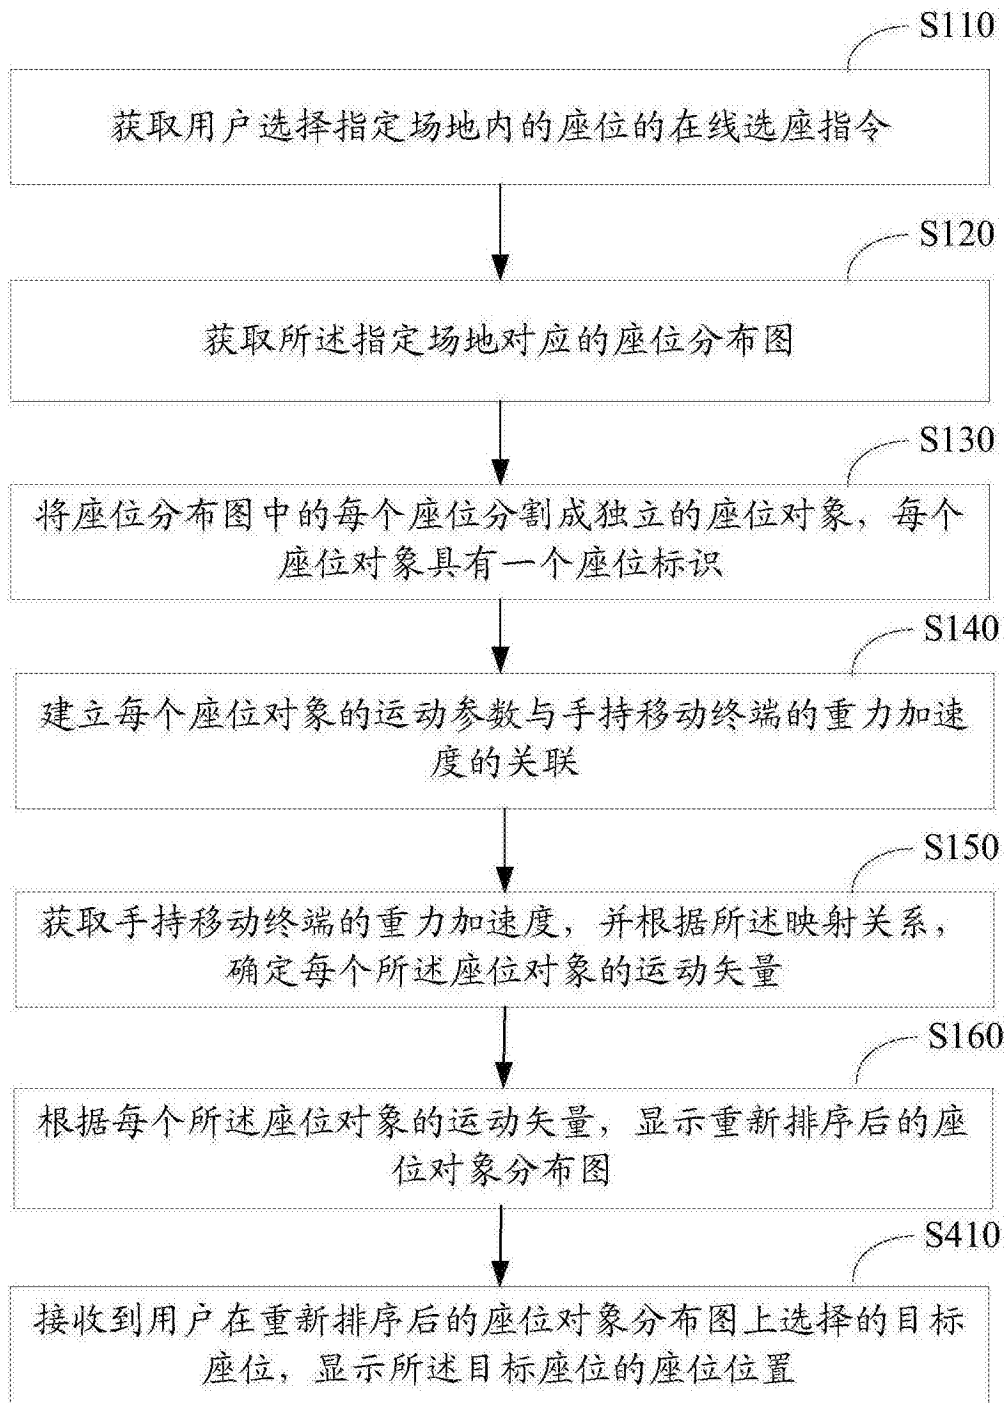 S110
获取用户选择指定场地内的座位的在线选座指令
S120
获取所述指定场地对应的座位分布图
S130
将座位分布图中的每个座位分割成独立的座位对象，每个
座位对象具有一个座位标识
S140
建立每个座位对象的运动参数与手持移动终端的重力加速
度的关联
S150
获取手持移动终端的重力加速度，并根据所述映射关系，
确定每个所述座位对象的运动矢量
S160
根据每个所述座位对象的运动矢量，显示重新排序后的座
位对象分布图
S410
接收到用户在重新排序后的座位对象分布图上选择的目标
座位，显示所述目标座位的座位位置